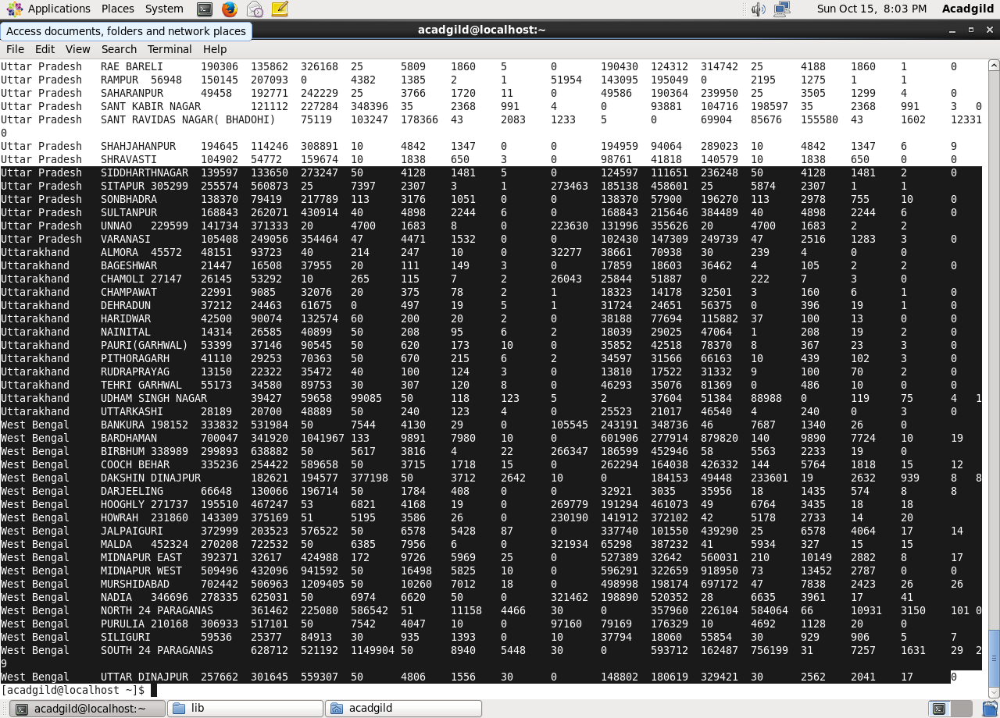 Applications Places System Sun Oct 15, 8:03 PM Acadgild
Access documents, folders and network places
acadgild@localhost:~
File Edit View Search Terminal Help
Uttar Pradesh RAE BARELI 190306 135862 326168 25 5809 1860 5 0 190430 124312 314742 25 4188 1860 1 0
Uttar Pradesh RAMPUR 56948 150145 207093 0 4382 1385 2 1 51954 143095 195049 0 2195 1275 1 1
Uttar Pradesh SAHARANPUR 49458 192771 242229 25 3766 1720 11 0 49586 190364 239950 25 3505 1299 4 0
Uttar Pradesh SANT KABIR NAGAR 121112 227284 348396 35 2368 991 4 0 93881 104716 198597 35 2368 991 3 0
Uttar Pradesh SANT RAVIDAS NAGAR( BHADOHI) 75119 103247 178366 43 2083 1233 5 0 69904 85676 155580 43 1602 12331
0
Uttar Pradesh SHAHJAHANPUR 194645 114246 308891 10 4842 1347 0 0 194959 94064 289023 10 4842 1347 6 9
Uttar Pradesh SHRAVASTI 104902 54772 159674 10 1838 650 3 0 98761 41818 140579 10 1838 650 0 0
Uttar Pradesh SIDDHARTHNAGAR 139597 133650 273247 50 4128 1481 5 0 124597 111651 236248 50 4128 1481 2 0
Uttar Pradesh SITAPUR 305299 255574 560873 25 7397 2307 3 1 273463 185138 458601 25 5874 2307 1 1
Uttar Pradesh SONBHADRA 138370 79419 217789 113 3176 1051 0 0 138370 57900 196270 113 2978 755 10 0
Uttar Pradesh SULTANPUR 168843 262071 430914 40 4898 2244 6 0 168843 215646 384489 40 4898 2244 6 0
Uttar Pradesh UNNAO 229599 141734 371333 20 4700 1683 8 0 223630 131996 355626 20 4700 1683 2 2
Uttar Pradesh VARANASI 105408 249056 354464 47 4471 1532 0 0 102430 147309 249739 47 2516 1283 3 0
Uttarakhand ALMORA 45572 48151 93723 40 214 247 10 0 32277 38661 70938 30 239 4 0 0
Uttarakhand BAGESHWAR 21447 16508 37955 20 111 149 3 0 17859 18603 36462 4 105 2 2 0
Uttarakhand CHAMOLI 27147 26145 53292 10 265 115 7 2 26043 25844 51887 0 222 7 3 0
Uttarakhand CHAMPAWAT 22991 9085 32076 20 375 78 2 1 18323 14178 32501 3 160 6 1 0
Uttarakhand DEHRADUN 37212 24463 61675 0 497 19 5 1 31724 24651 56375 0 396 19 1 0
Uttarakhand HARIDWAR 42500 90074 132574 60 200 20 2 0 38188 77694 115882 37 100 13 0 0
Uttarakhand NAINITAL 14314 26585 40899 50 208 95 6 2 18039 29025 47064 1 208 19 2 0
Uttarakhand PAURI(GARHWAL) 53399 37146 90545 50 620 173 10 0 35852 42518 78370 8 367 23 3 0
Uttarakhand PITHORAGARH 41110 29253 70363 50 670 215 6 2 34597 31566 66163 10 439 102 3 0
Uttarakhand RUDRAPRAYAG 13150 22322 35472 40 100 124 3 0 13810 17522 31332 9 100 70 2 0
Uttarakhand TEHRI GARHWAL 55173 34580 89753 30 307 120 8 0 46293 35076 81369 0 486 10 0 0
Uttarakhand UDHAM SINGH NAGAR 39427 59658 99085 50 118 123 5 2 37604 51384 88988 0 119 75 4 1
Uttarakhand UTTARKASHI 28189 20700 48889 50 240 123 4 0 25523 21017 46540 4 240 0 3 0
West Bengal BANKURA 198152 333832 531984 50 7544 4130 29 0 105545 243191 348736 46 7687 1340 26 0
West Bengal BARDHAMAN 700047 341920 1041967 133 9891 7980 10 0 601906 277914 879820 140 9890 7724 10 19
West Bengal BIRBHUM 338989 299893 638882 50 5617 3816 4 22 266347 186599 452946 58 5563 2233 19 0
West Bengal COOCH BEHAR 335236 254422 589658 50 3715 1718 15 0 262294 164038 426332 144 5764 1818 15 12
West Bengal DAKSHIN DINAJPUR 182621 194577 377198 50 3712 2642 10 0 184153 49448 233601 19 2632 939 8 8
West Bengal DARJEELING 66648 130066 196714 50 1784 408 0 0 32921 3035 35956 18 1435 574 8 8
West Bengal HOOGHLY 271737 195510 467247 53 6821 4168 19 0 269779 191294 461073 49 6764 3435 18 18
West Bengal HOWRAH 231860 143309 375169 51 5195 3586 26 0 230190 141912 372102 42 5178 2733 14 20
West Bengal JALPAIGURI 372999 203523 576522 50 6578 5428 87 0 337740 101550 439290 25 6578 4064 17 14
West Bengal MALDA 452324 270208 722532 50 6385 7956 6 0 321934 65298 387232 41 5934 327 15 15
West Bengal MIDNAPUR EAST 392371 32617 424988 172 9726 5969 25 0 527389 32642 560031 210 10149 2882 8 17
West Bengal MIDNAPUR WEST 509496 432096 941592 50 16498 5825 10 0 596291 322659 918950 73 13452 2787 0 0
West Bengal MURSHIDABAD 702442 506963 1209405 50 10260 7012 18 0 498998 198174 697172 47 7838 2423 26 26
West Bengal NADIA 346696 278335 625031 50 6974 6620 50 0 321462 198890 520352 28 6635 3961 17 41
West Bengal NORTH 24 PARAGANAS 361462 225080 586542 51 11158 4466 30 0 357960 226104 584064 66 10931 3150 101 0
West Bengal PURULIA 210168 306933 517101 50 7542 4047 10 0 97160 79169 176329 10 4692 1128 20 0
West Bengal SILIGURI 59536 25377 84913 30 935 1393 0 10 37794 18060 55854 30 929 906 5 7
West Bengal SOUTH 24 PARAGANAS 628712 521192 1149904 50 8940 5448 30 0 593712 162487 756199 31 7257 1631 29 2
9
West Bengal UTTAR DINAJPUR 257662 301645 559307 50 4806 1556 30 0 148802 180619 329421 30 2562 2041 17 0
[acadgild@localhost ~]$
acadgild@localhost:~ lib acadgild